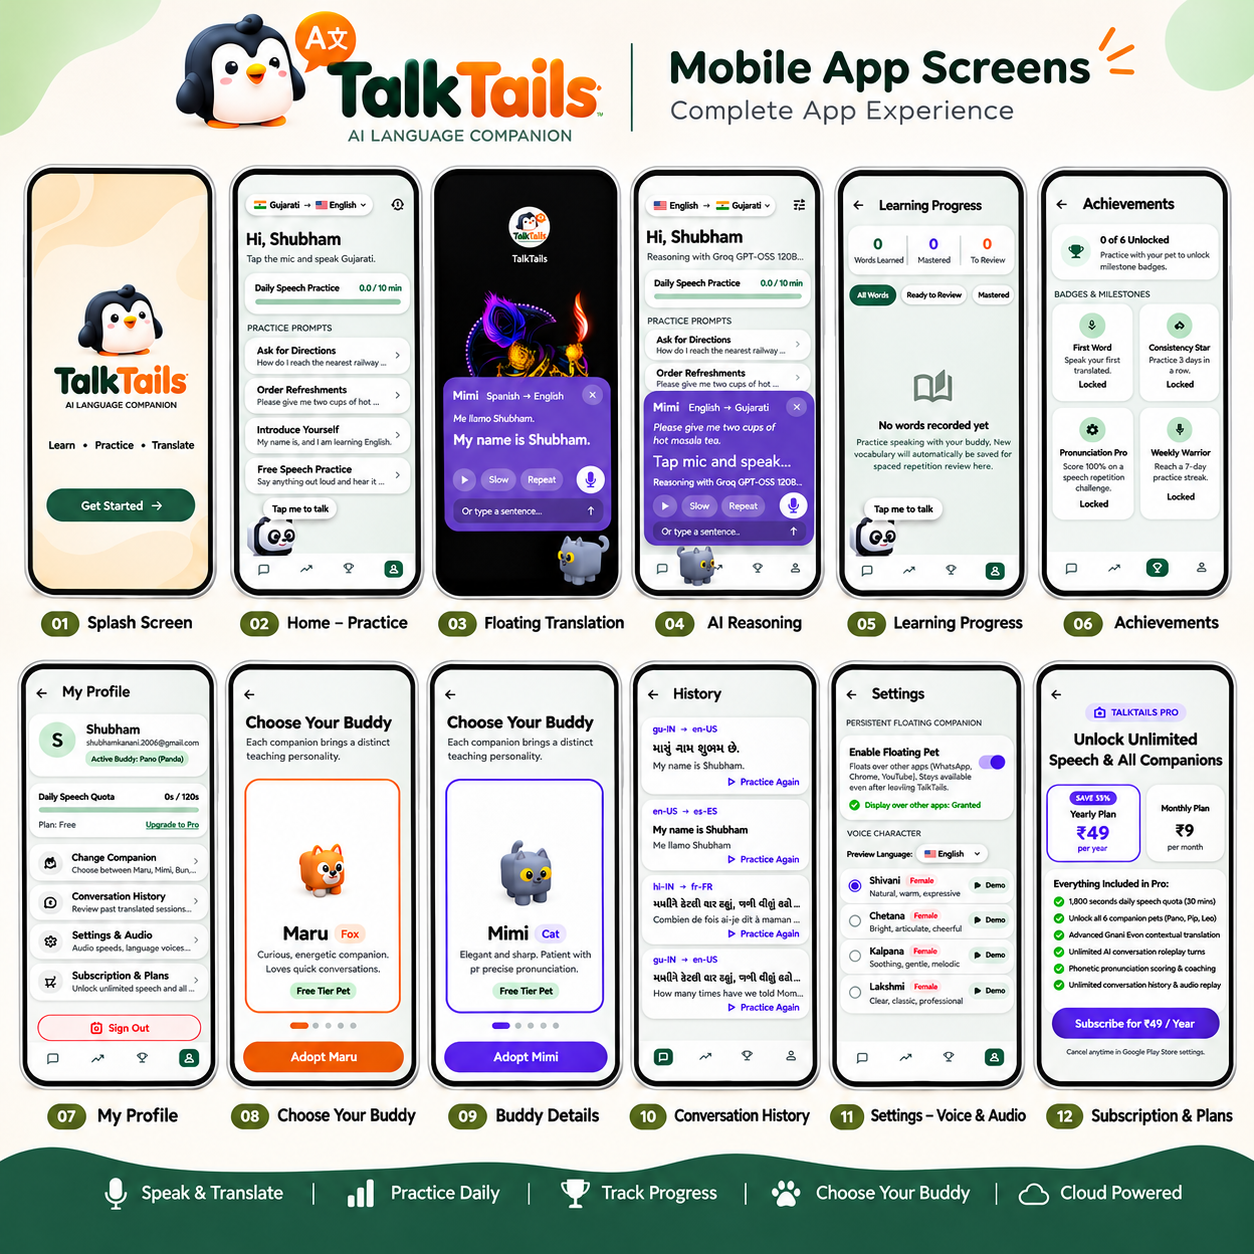 A文
TalkTails™
AI LANGUAGE COMPANION
Mobile App Screens
Complete App Experience
TalkTails
AI LANGUAGE COMPANION
Learn • Practice • Translate
Get Started →
01 Splash Screen
Gujarati → English
Hi, Shubham
Tap the mic and speak Gujarati.
Daily Speech Practice 0.0 / 10 min
PRACTICE PROMPTS
Ask for Directions
How do I reach the nearest railway ...
Order Refreshments
Please give me two cups of hot ...
Introduce Yourself
My name is, and I am learning English.
Free Speech Practice
Say anything out loud and hear it ...
Tap me to talk
02 Home – Practice
TalkTails
TalkTails
Mimi Spanish → English
Me llamo Shubham.
My name is Shubham.
Slow Repeat
Or type a sentence... ↑
03 Floating Translation
English → Gujarati
Hi, Shubham
Reasoning with Groq GPT-OSS 120B...
Daily Speech Practice 0.0 / 10 min
PRACTICE PROMPTS
Ask for Directions
How do I reach the nearest railway ...
Order Refreshments
Please give me two cups of hot ...
Mimi English → Gujarati
Please give me two cups of
hot masala tea.
Tap mic and speak...
Reasoning with Groq GPT-OSS 120B...
Slow Repeat
Or type a sentence.. ↑
04 AI Reasoning
← Learning Progress
0 0 0
Words Learned Mastered To Review
All Words Ready to Review Mastered
No words recorded yet
Practice speaking with your buddy, New
vocabulary will automatically be saved for
spaced repetition review here.
Tap me to talk
05 Learning Progress
← Achievements
0 of 6 Unlocked
Practice with your pet to unlock
milestone badges.
BADGES & MILESTONES
First Word
Speak your first
translated.
Locked
Consistency Star
Practice 3 days in
a row.
Locked
Pronunciation Pro
Score 100% on a
speech repetition
challenge.
Locked
Weekly Warrior
Reach a 7-day
practice streak.
Locked
06 Achievements
← My Profile
S
Shubham
shubhamkanani.2006@gmail.com
Active Buddy: Pano (Panda)
Daily Speech Quota 0s / 120s
Plan: Free Upgrade to Pro
Change Companion
Choose between Maru, Mimi, Bun,...
Conversation History
Review past translated sessions...
Settings & Audio
Audio speeds, language voices...
Subscription & Plans
Unlock unlimited speech and all ...
Sign Out
07 My Profile
←
Choose Your Buddy
Each companion brings a distinct
teaching personality.
Maru Fox
Curious, energetic companion.
Loves quick conversations.
Free Tier Pet
Adopt Maru
08 Choose Your Buddy
←
Choose Your Buddy
Each companion brings a distinct
teaching personality.
Mimi Cat
Elegant and sharp. Patient with
pr precise pronunciation.
Free Tier Pet
Adopt Mimi
09 Buddy Details
← History
gu-IN → en-US
મારું નામ શુભમ છે.
My name is Shubham.
Practice Again
en-US → es-ES
My name is Shubham
Me llamo Shubham
Practice Again
hi-IN → fr-FR
Combien de fois ai-je dit à maman ...
Practice Again
gu-IN → en-US
How many times have we told Mom...
Practice Again
10 Conversation History
← Settings
PERSISTENT FLOATING COMPANION
Enable Floating Pet
Floats over other apps (WhatsApp,
Chrome, YouTube). Stays available
even after leaviing TalkTails.
Display over other apps: Granted
VOICE CHARACTER
Preview Language: English
Shivani Female
Natural, warm, expressive
Demo
Chetana Female
Bright, articulate, cheerful
Demo
Kalpana Female
Soothing, gentle, melodic
Demo
Lakshmi Female
Clear, classic, professional
Demo
11 Settings – Voice & Audio
←
TALKTAILS PRO
Unlock Unlimited
Speech & All Companions
SAVE 55%
Yearly Plan
₹49
per year
Monthly Plan
₹9
per month
Everything Included in Pro:
1,800 seconds daily speech quota (30 mins)
Unlock all 6 companion pets (Pano, Pip, Leo)
Advanced Gnani Evon contextual translation
Unlimited AI conversation roleplay turns
Phonetic pronunciation scoring & coaching
Unlimited conversation history & audio replay
Subscribe for ₹49 / Year
Cancel anytime in Google Play Store settings.
12 Subscription & Plans
Speak & Translate | Practice Daily | Track Progress | Choose Your Buddy | Cloud Powered